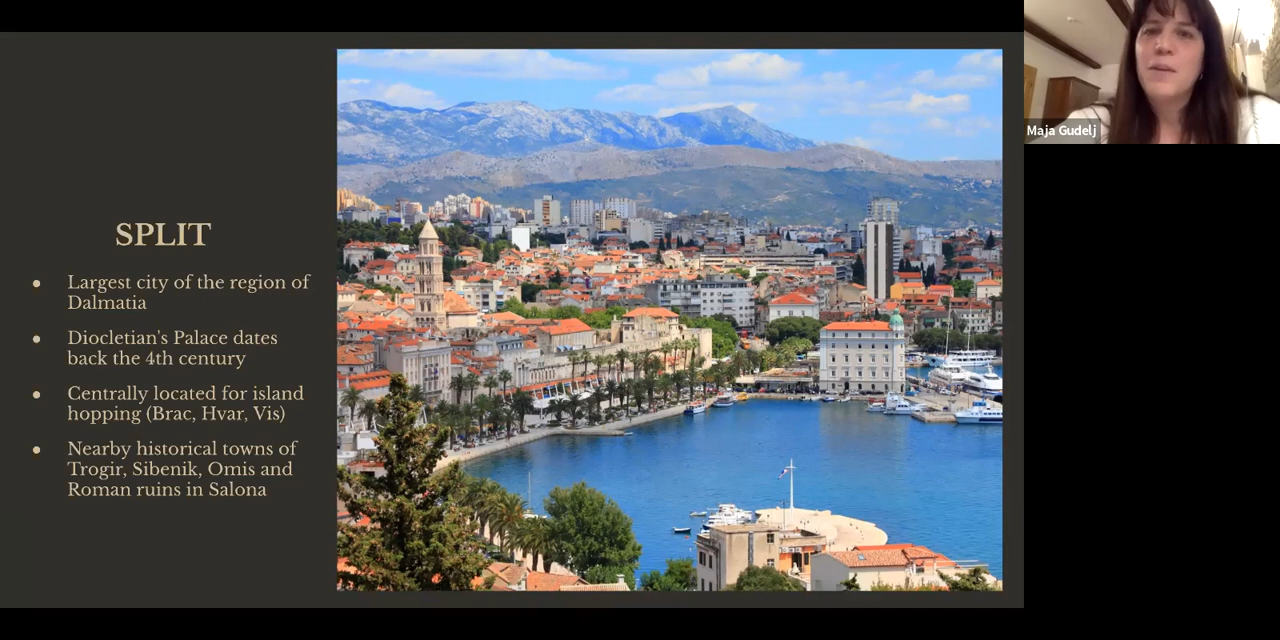 SPLIT
● Largest city of the region of
Dalmatia
● Diocletian's Palace dates
back the 4th century
● Centrally located for island
hopping (Brac, Hvar, Vis)
● Nearby historical towns of
Trogir, Sibenik, Omis and
Roman ruins in Salona
Maja Gudelj